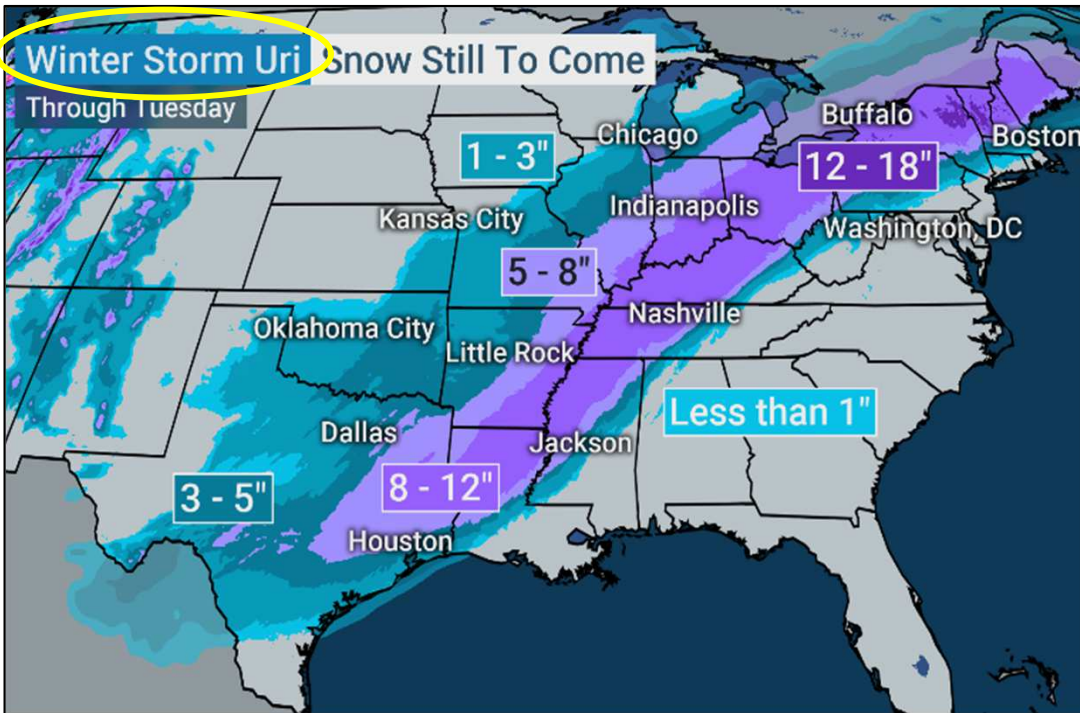 Winter Storm Uri Snow Still To Come
Through Tuesday
Buffalo
Chicago
Boston
1 - 3"
12 - 18"
Indianapolis
Kansas City
Washington, DC
5 - 8"
Nashville
Oklahoma City
Little Rock
Less than 1"
Dallas
Jackson
8 - 12"
3 - 5"
Houston